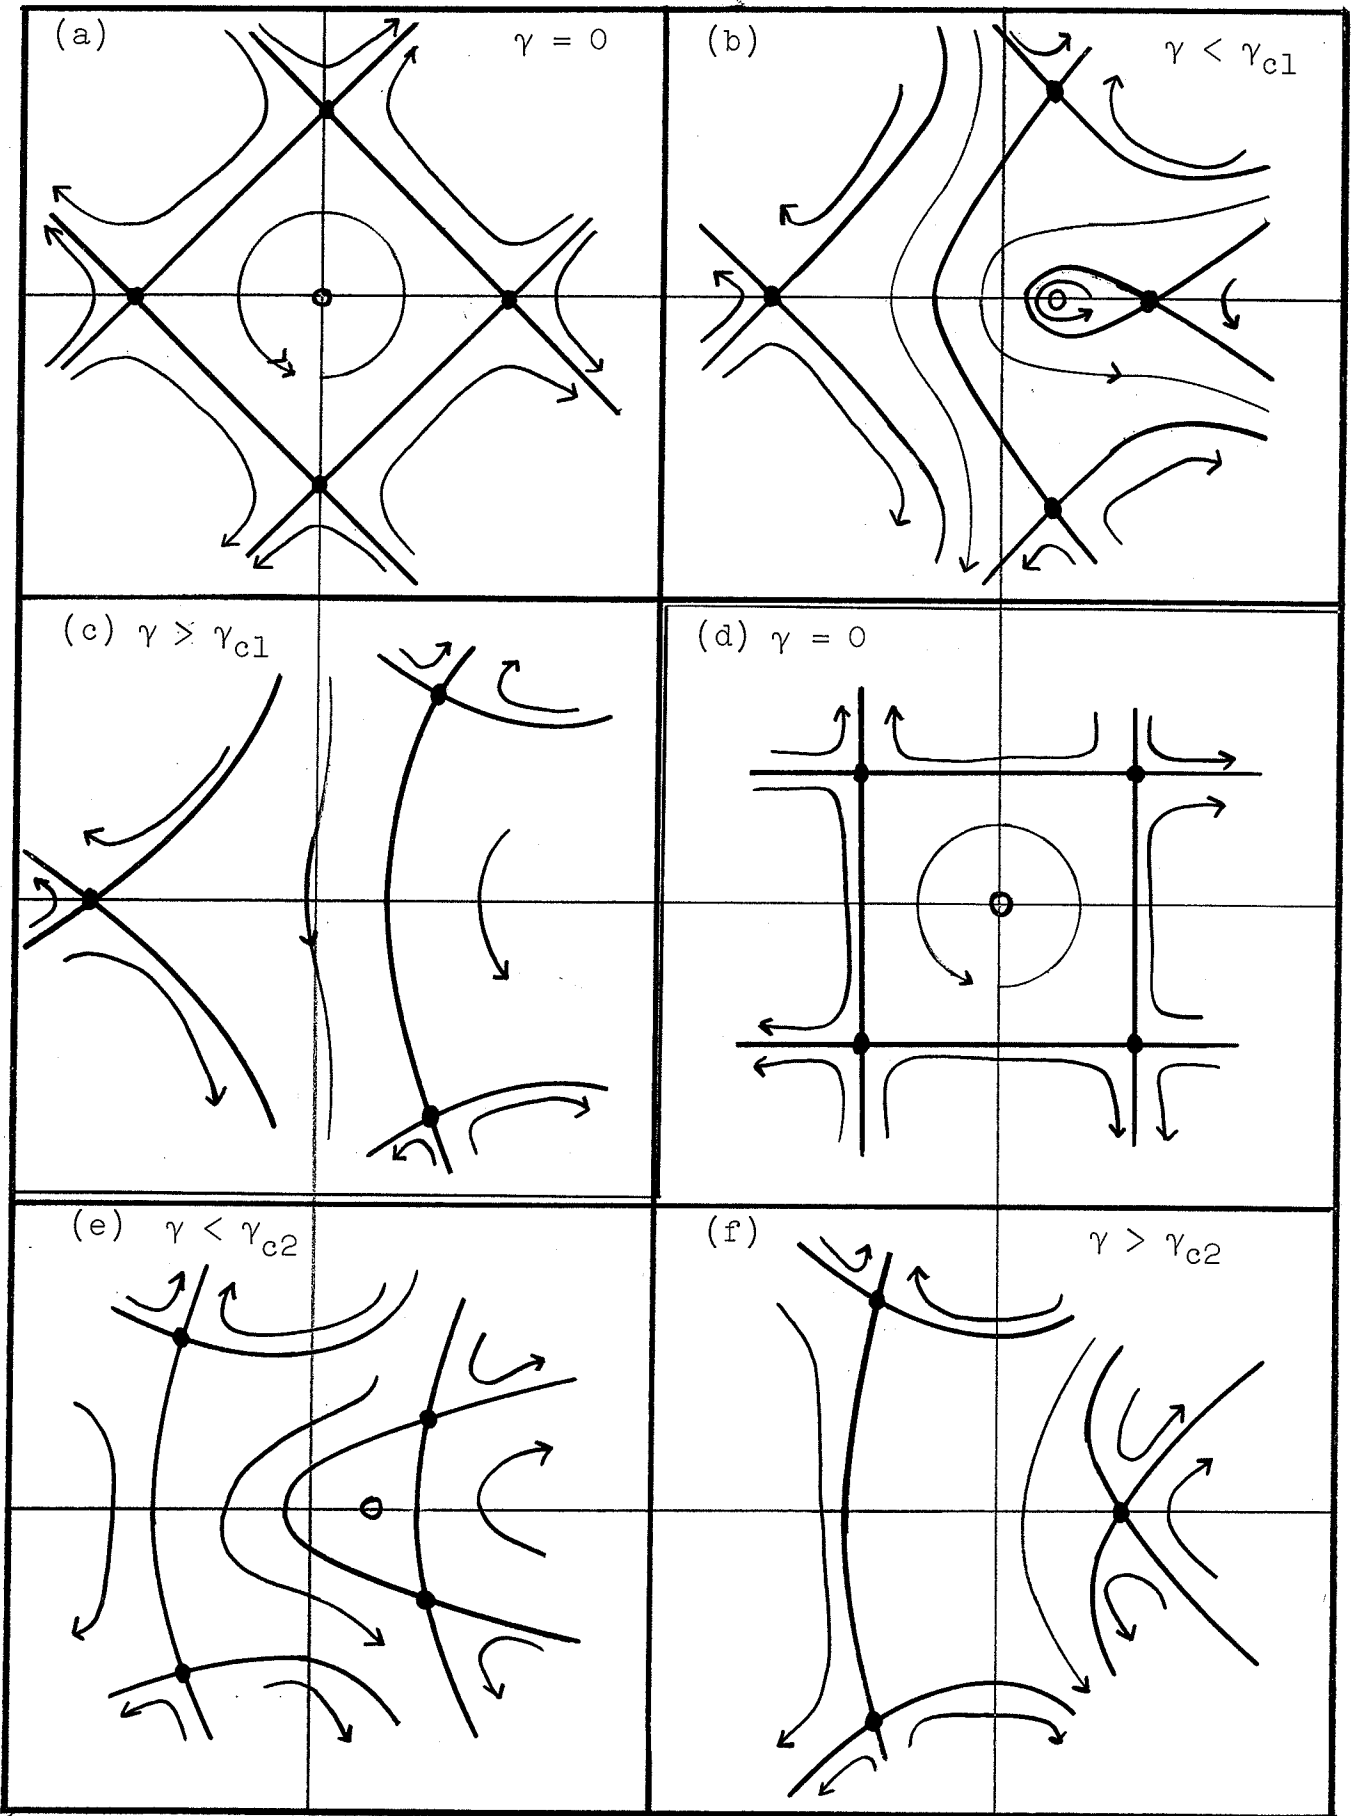 (a) γ = 0
(b) γ < γc1
(c) γ > γc1
(d) γ = 0
(e) γ < γc2
(f) γ > γc2